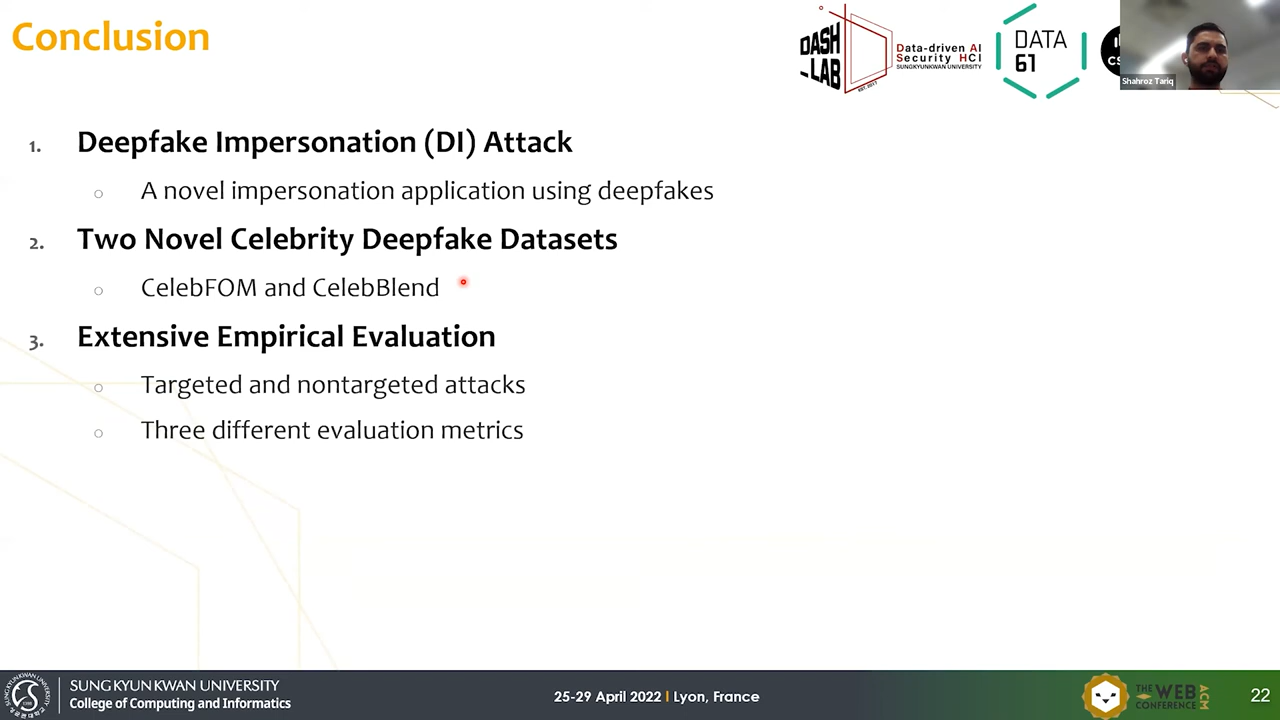 Conclusion
DASH
-LAB
EST. 2017
Data-driven AI
Security HCI
SUNGKYUNKWAN UNIVERSITY
DATA
61
CS
Shahroz Tariq
1. Deepfake Impersonation (DI) Attack
○ A novel impersonation application using deepfakes
2. Two Novel Celebrity Deepfake Datasets
○ CelebFOM and CelebBlend
3. Extensive Empirical Evaluation
○ Targeted and nontargeted attacks
○ Three different evaluation metrics
SUNG KYUN KWAN UNIVERSITY
College of Computing and Informatics
25-29 April 2022 I Lyon, France
THE WEB
CONFERENCE
ACM
22